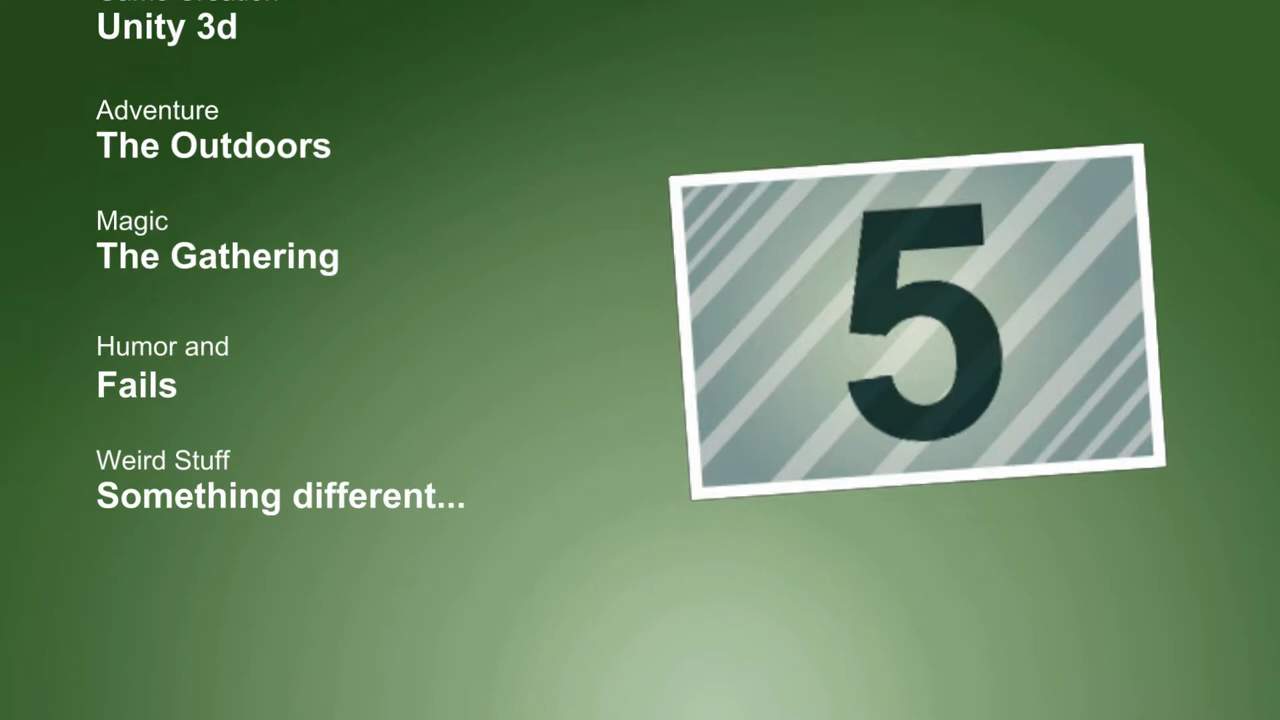 Unity 3d
Adventure
The Outdoors
Magic
The Gathering
Humor and
Fails
Weird Stuff
Something different...
5